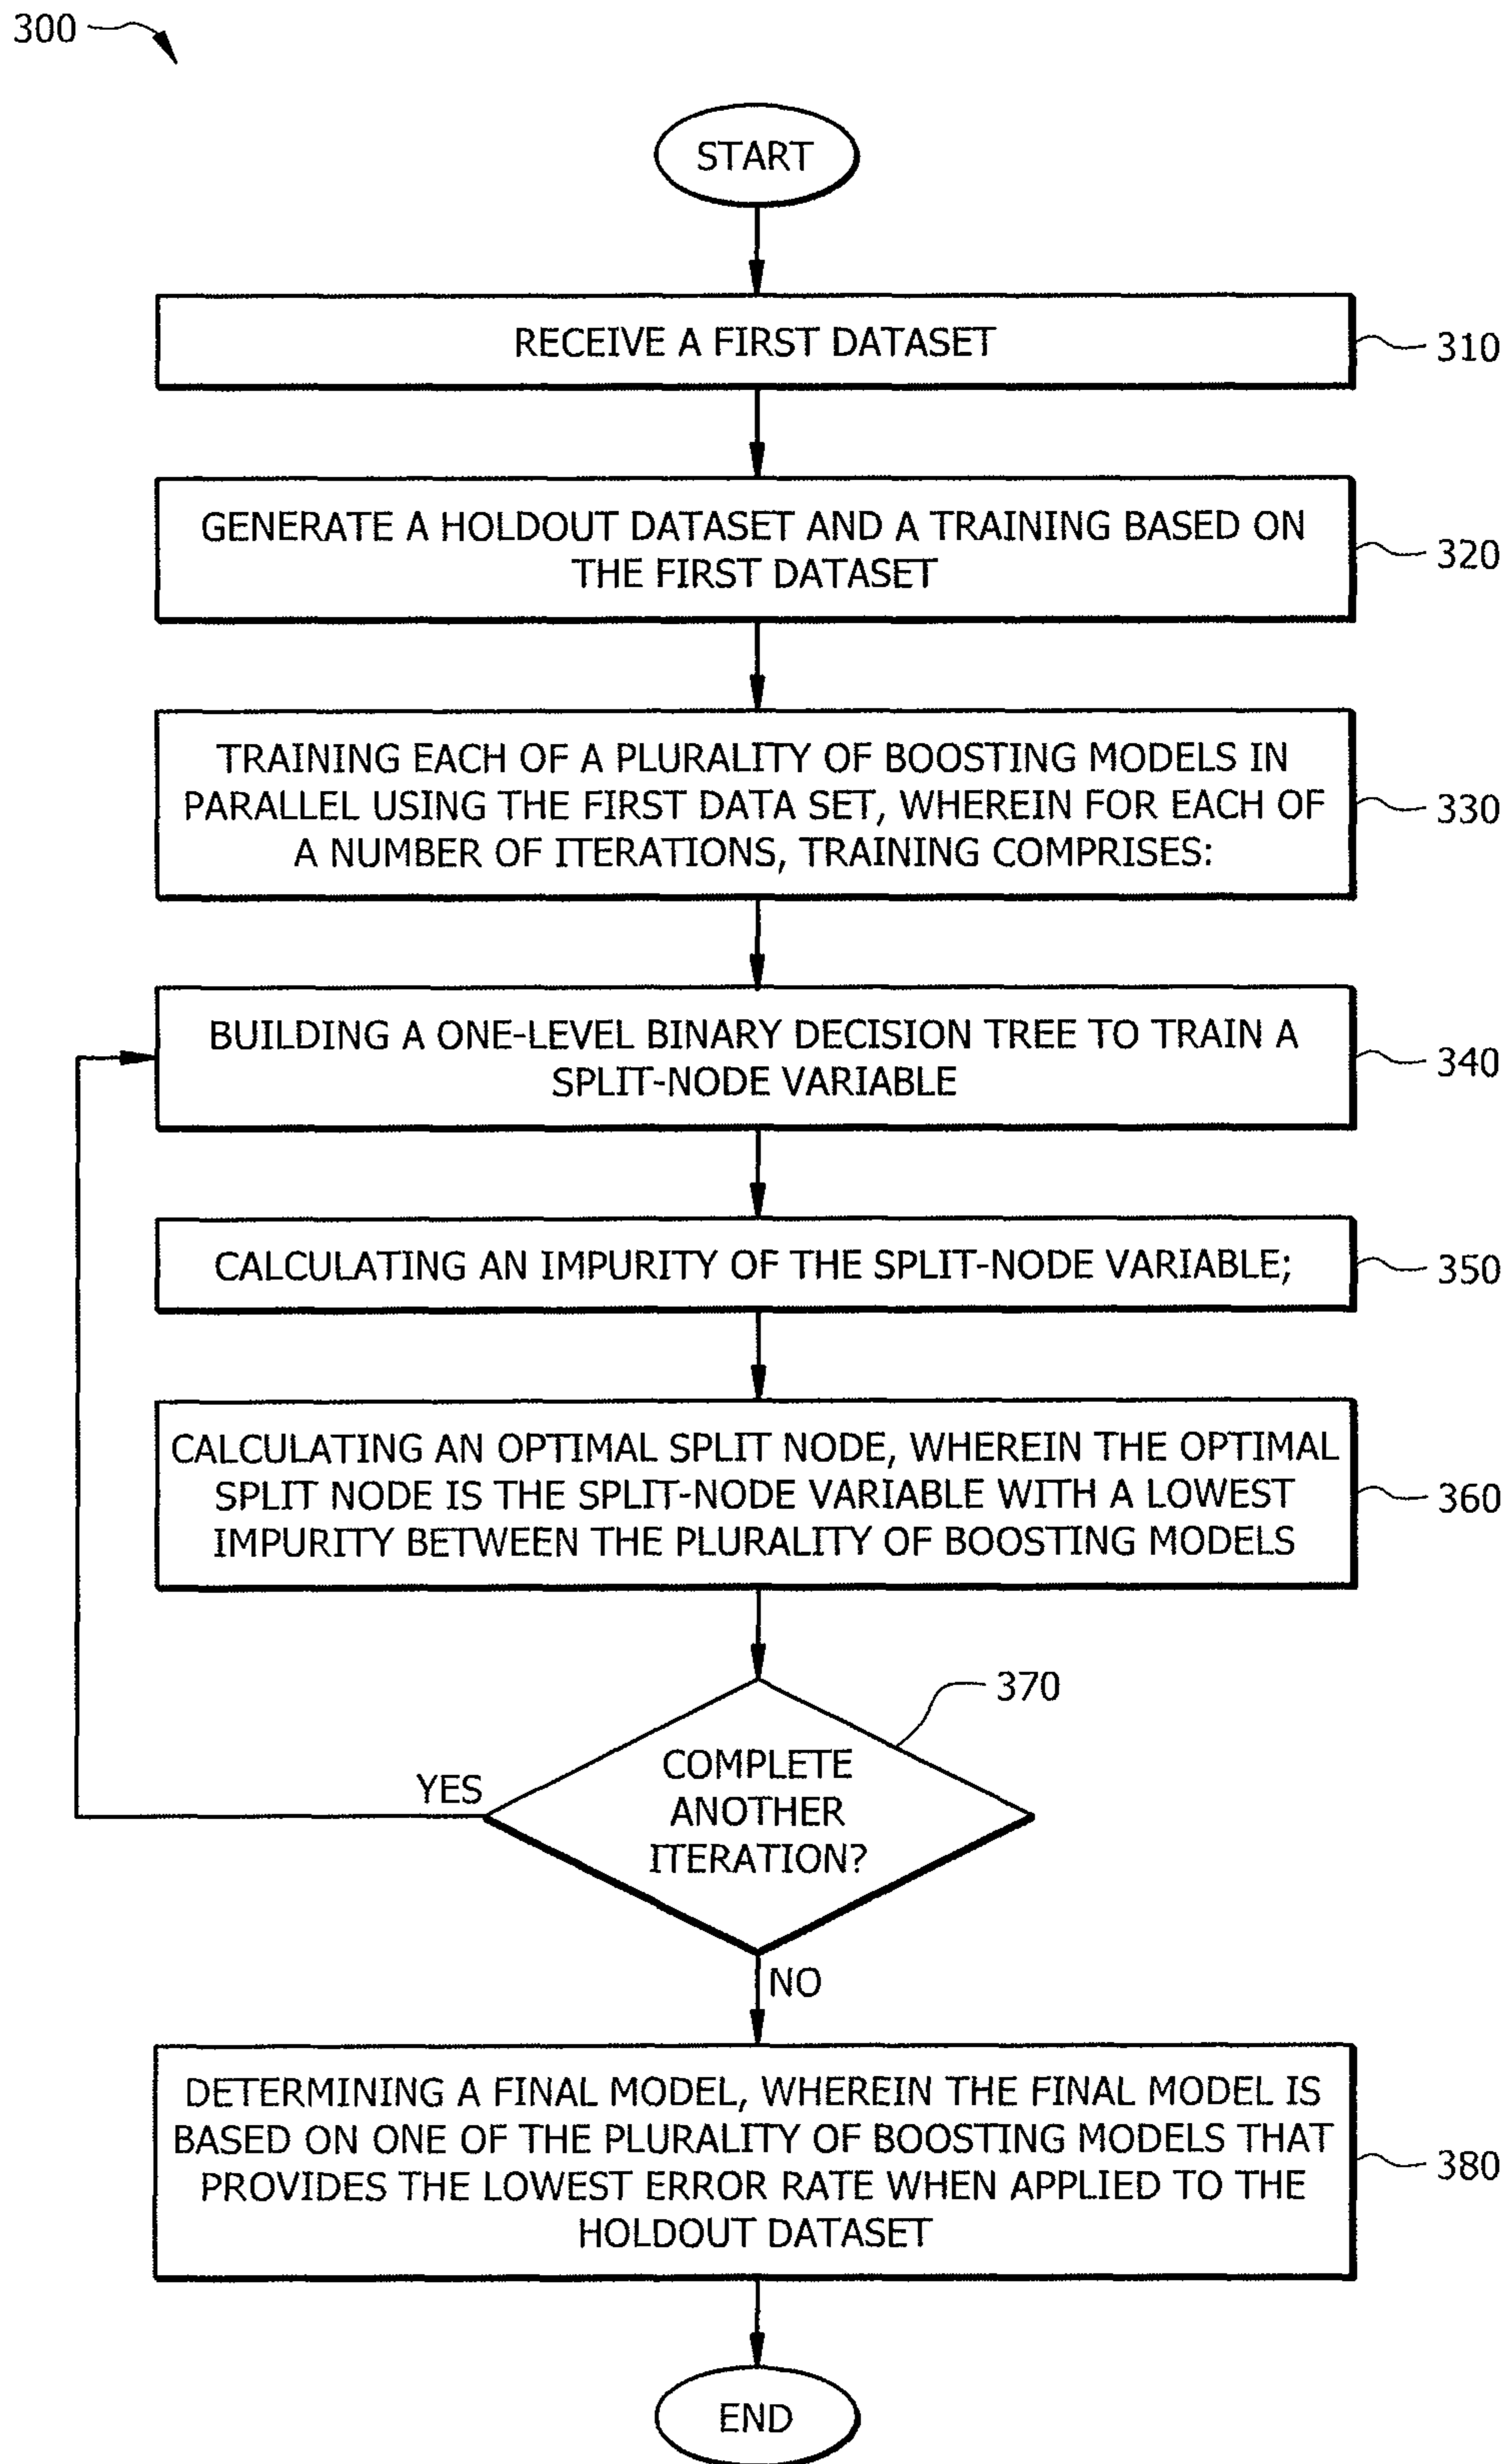 300
START
RECEIVE A FIRST DATASET
310
GENERATE A HOLDOUT DATASET AND A TRAINING BASED ON
THE FIRST DATASET
320
TRAINING EACH OF A PLURALITY OF BOOSTING MODELS IN
PARALLEL USING THE FIRST DATA SET, WHEREIN FOR EACH OF
A NUMBER OF ITERATIONS, TRAINING COMPRISES:
330
BUILDING A ONE-LEVEL BINARY DECISION TREE TO TRAIN A
SPLIT-NODE VARIABLE
340
CALCULATING AN IMPURITY OF THE SPLIT-NODE VARIABLE;
350
CALCULATING AN OPTIMAL SPLIT NODE, WHEREIN THE OPTIMAL
SPLIT NODE IS THE SPLIT-NODE VARIABLE WITH A LOWEST
IMPURITY BETWEEN THE PLURALITY OF BOOSTING MODELS
360
370
COMPLETE
ANOTHER
ITERATION?
YES
NO
DETERMINING A FINAL MODEL, WHEREIN THE FINAL MODEL IS
BASED ON ONE OF THE PLURALITY OF BOOSTING MODELS THAT
PROVIDES THE LOWEST ERROR RATE WHEN APPLIED TO THE
HOLDOUT DATASET
380
END